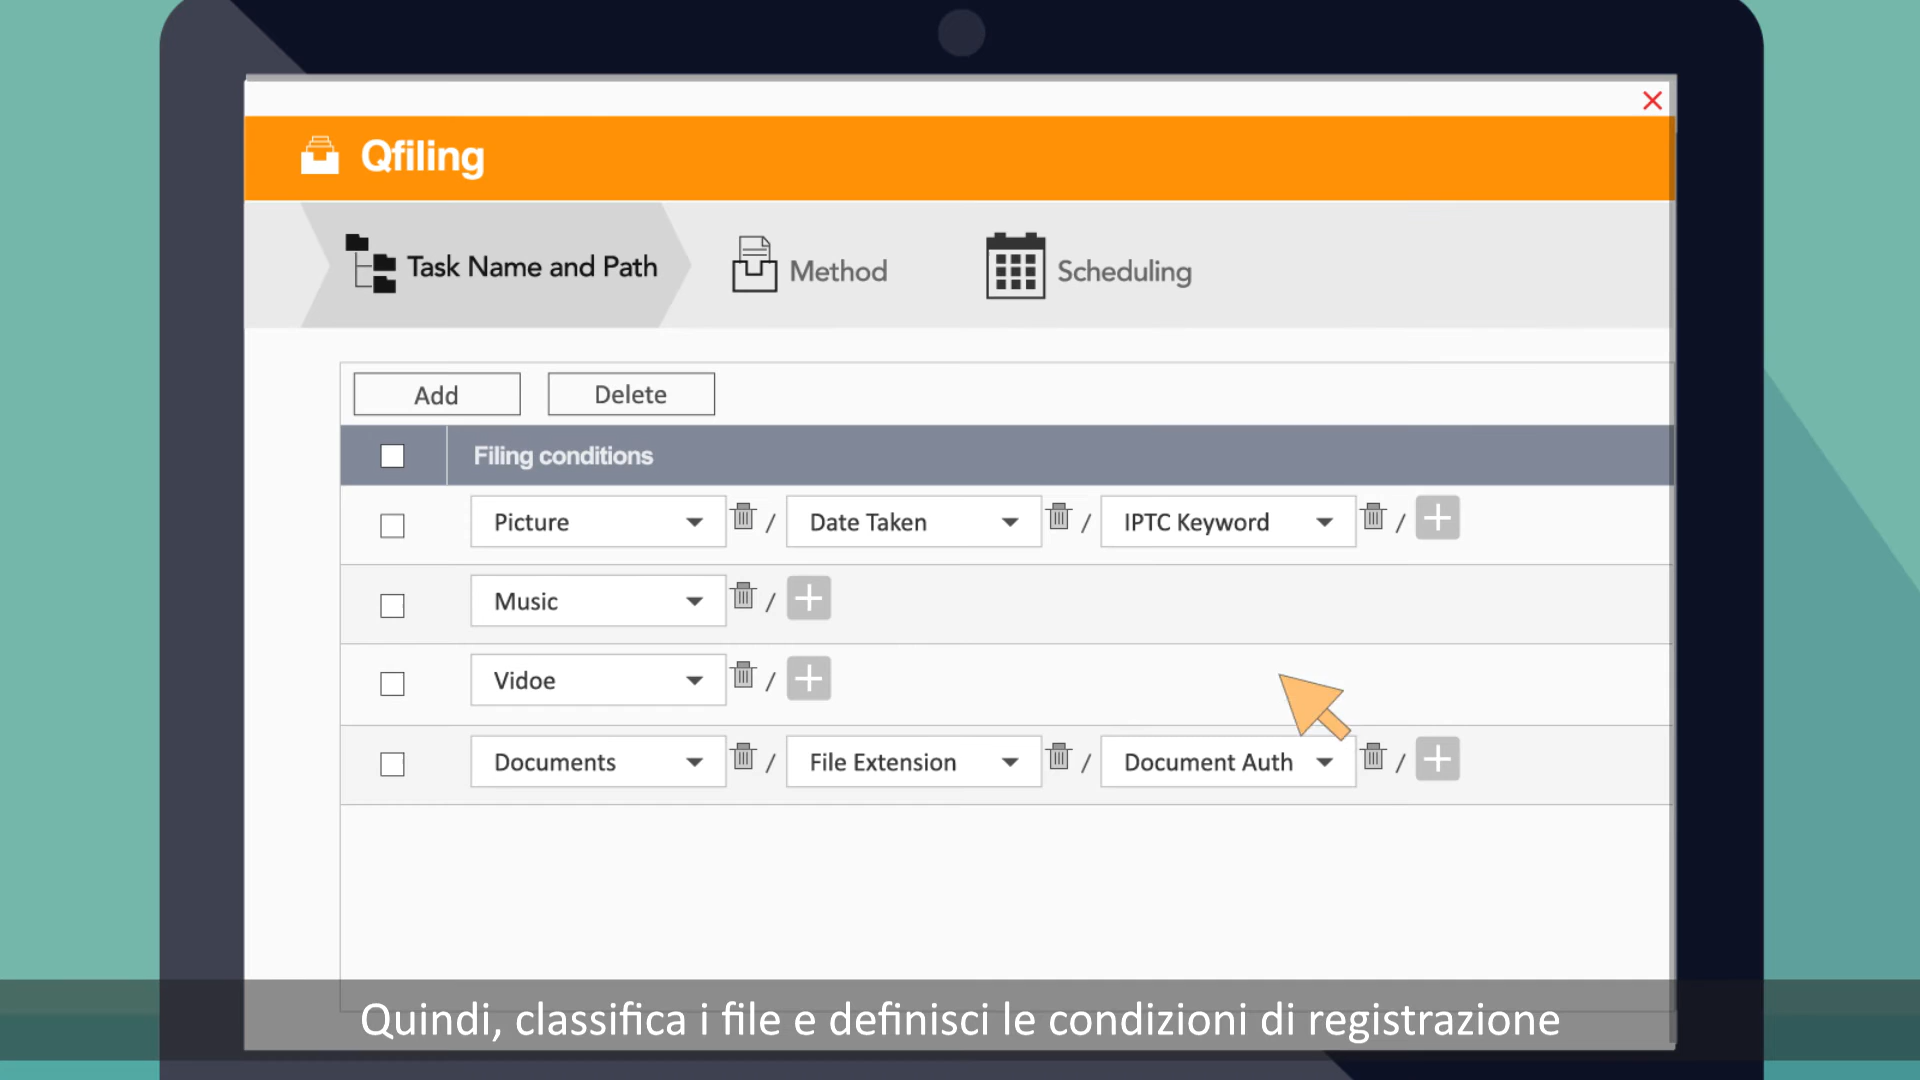 Qfiling
Task Name and Path Method Scheduling
Add Delete
Filing conditions
Picture / Date Taken / IPTC Keyword /
Music /
Vidoe /
Documents / File Extension / Document Auth /
Quindi, classifica i file e definisci le condizioni di registrazione